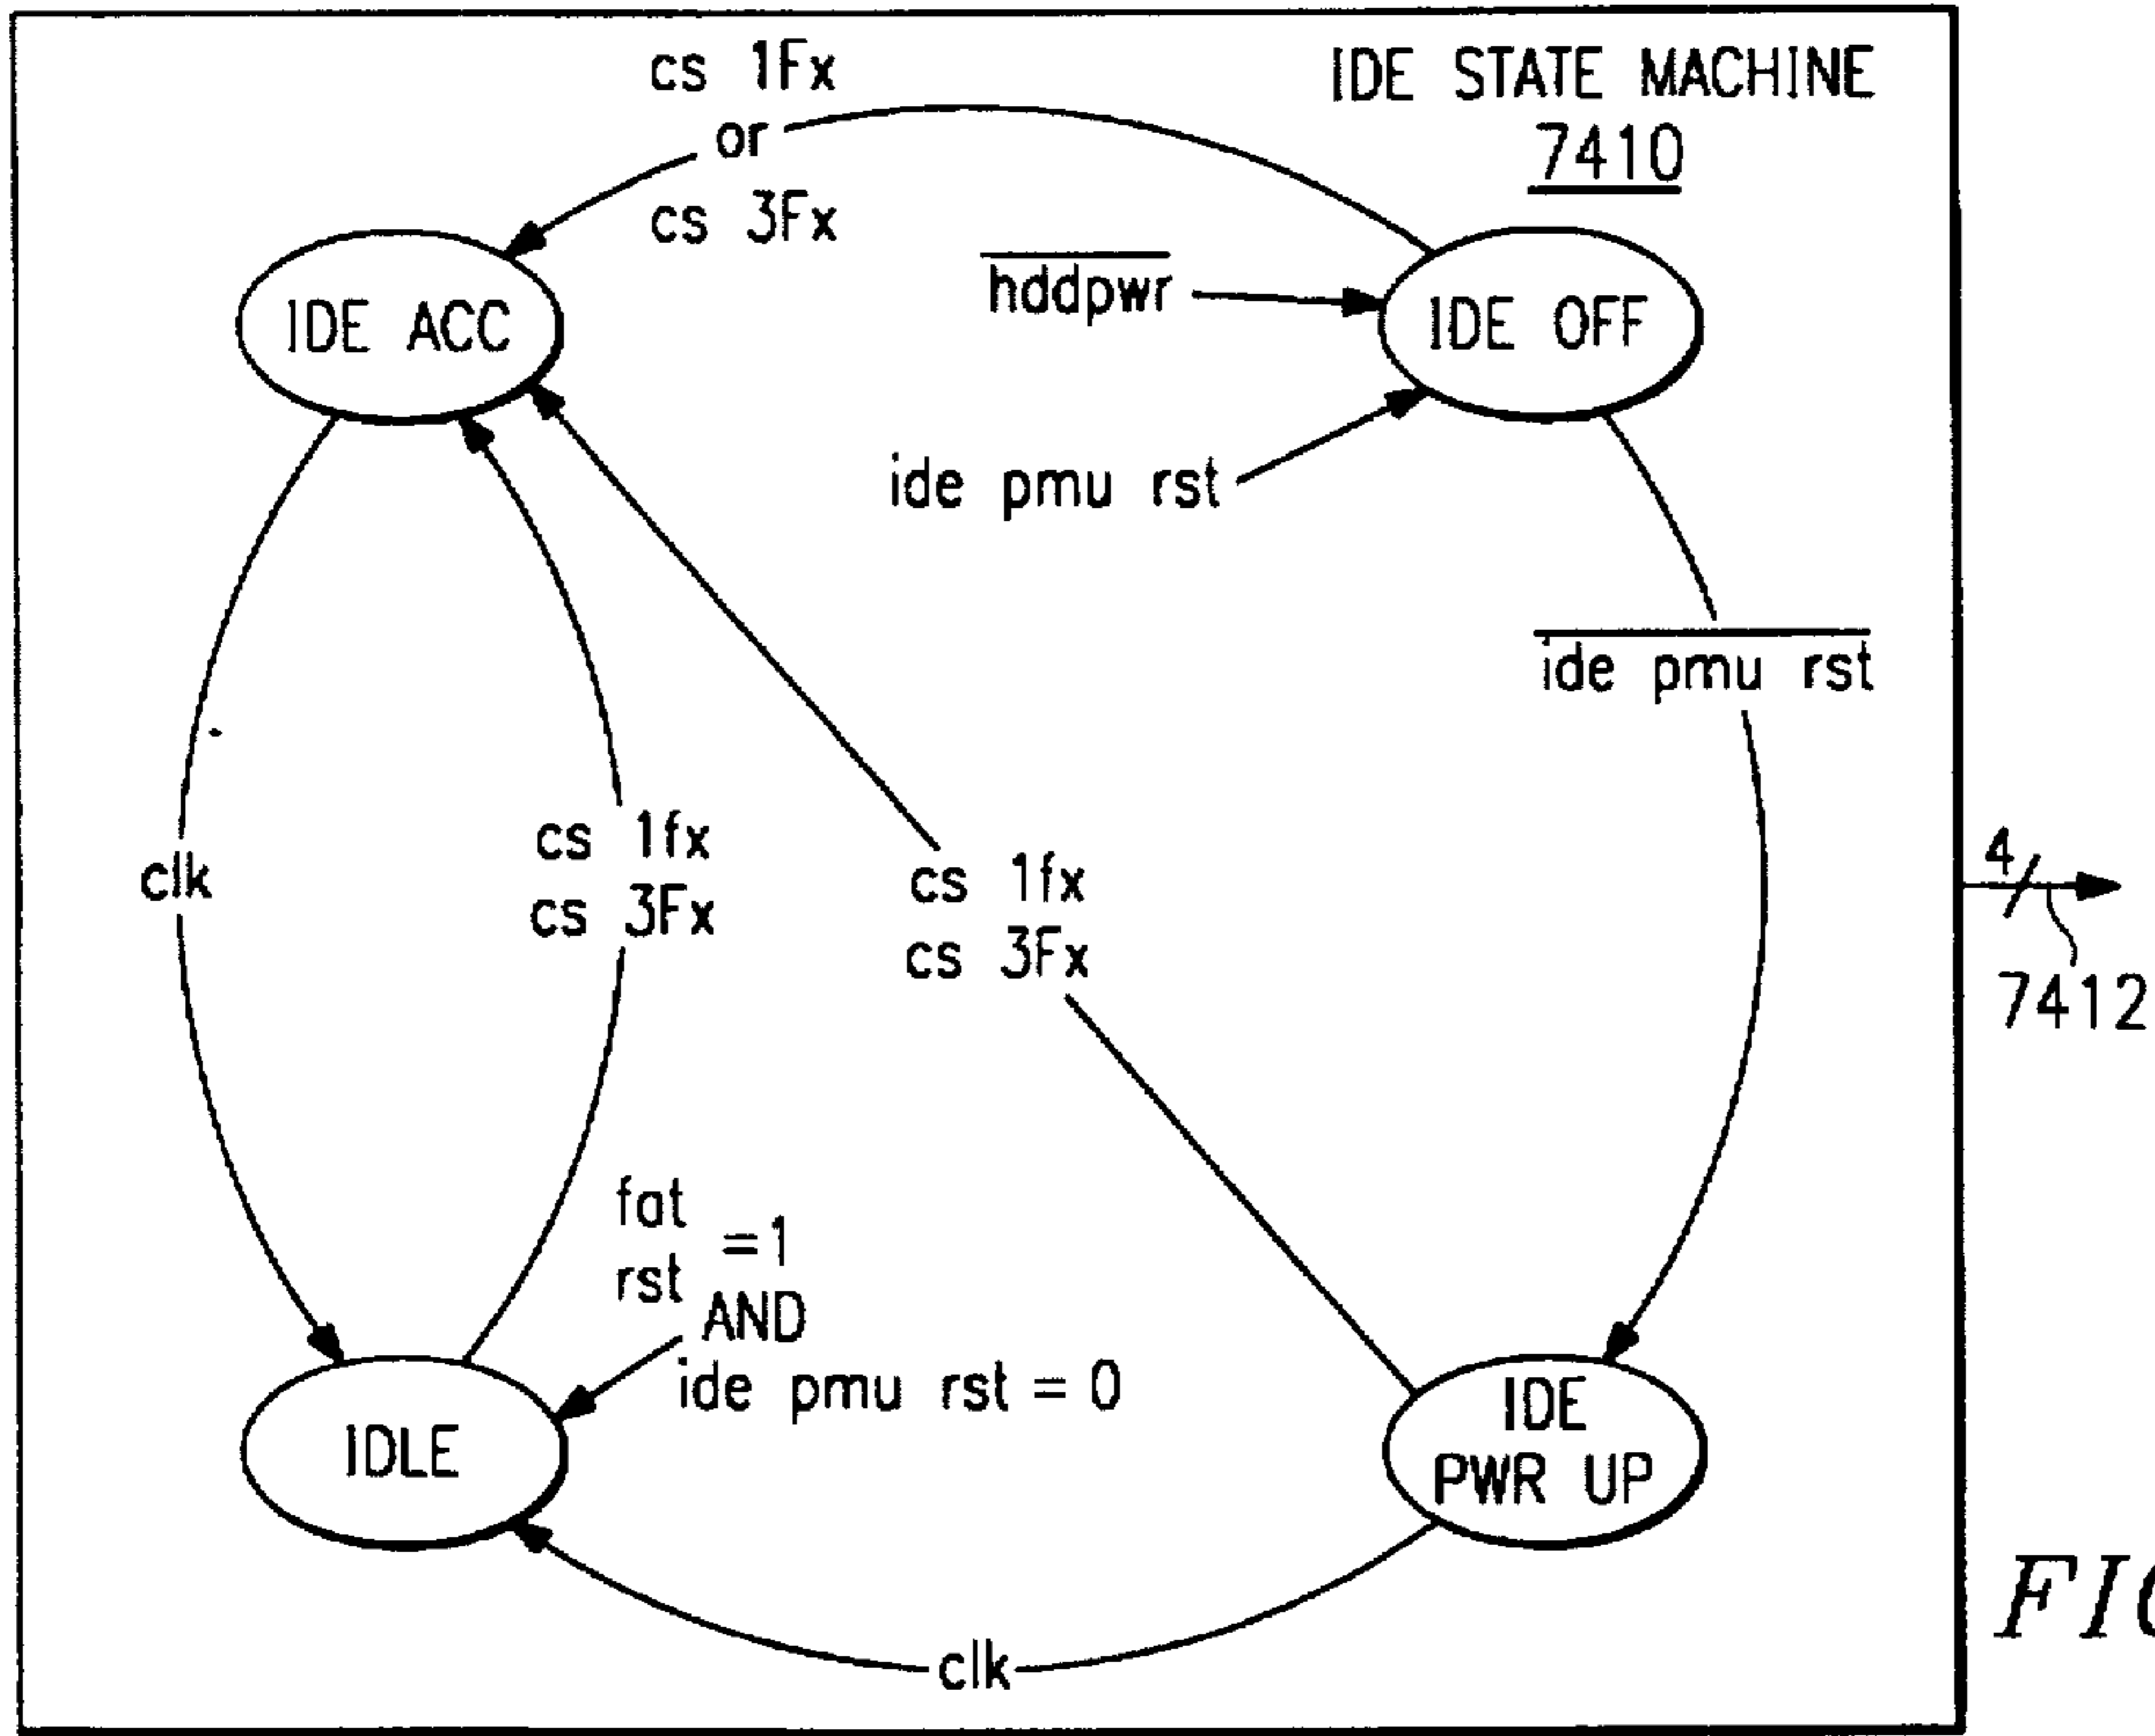 cs 1Fx
or
cs 3Fx
IDE STATE MACHINE
7410
hddpwr
IDE ACC
IDE OFF
ide pmu rst
ide pmu rst
clk
cs 1fx
cs 3Fx
cs 1fx
cs 3Fx
4
7412
fat
rst
=1
AND
ide pmu rst = 0
IDLE
IDE
PWR UP
clk